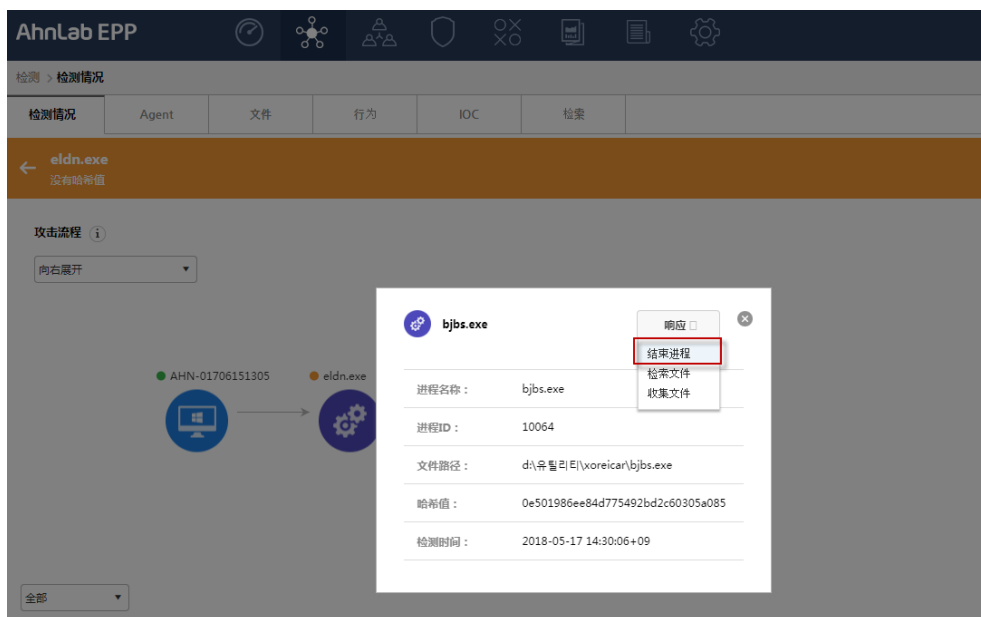 AhnLab EPP
检测 > 检测情况
检测情况 Agent 文件 行为 IOC 检索
eldn.exe
没有哈希值
攻击流程
向右展开
AHN-01706151305
eldn.exe
bjbs.exe
响应
结束进程
检索文件
收集文件
进程名称: bjbs.exe
进程ID: 10064
文件路径: d:\유틸리티\xoreicar\bjbs.exe
哈希值: 0e501986ee84d775492bd2c60305a085
检测时间: 2018-05-17 14:30:06+09
全部